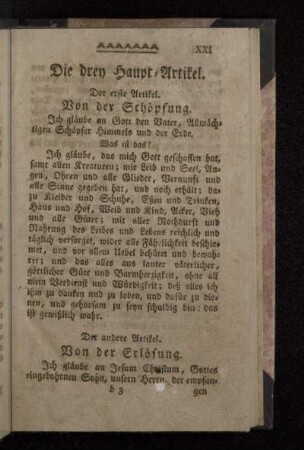 XXI
Die drey Haupt-Artikel.
Der erste Artikel.
Von der Schöpfung.
Ich gläube an Gott den Vater, Allmäch-
tigen Schöpfer Himmels und der Erde.
Was ist das?
Ich gläube, das mich Gott geschaffen hat,
samt allen Kreaturen; mir Leib und Seel, Au-
gen, Ohren und alle Glieder, Vernunft und
alle Sinne gegeben hat, und noch erhält; da-
zu Kleider und Schuhe, Eßen und Trinken,
Haus und Hof, Weib und Kind, Acker, Vieh
und alle Güter; mit aller Nothdurft und
Nahrung des Leibes und Lebens reichlich und
täglich versorget, wider alle Fährlichkeit beschir-
met, und vor allem Uebel behütet und bewah-
ret; und das alles aus lauter väterlicher,
göttlicher Güte und Barmherzigkeit, ohne all
mein Verdienst und Würdigkeit; deß alles ich
ihm zu danken und zu loben, und dafür zu die-
nen, und gehorsam zu seyn schuldig bin: das
ist gewißlich wahr.
Der andere Artikel.
Von der Erlösung.
Ich gläube an Jesum Christum, Gottes
eingebohrnen Sohn, unsern Herrn, der empfan-
b 3 gen